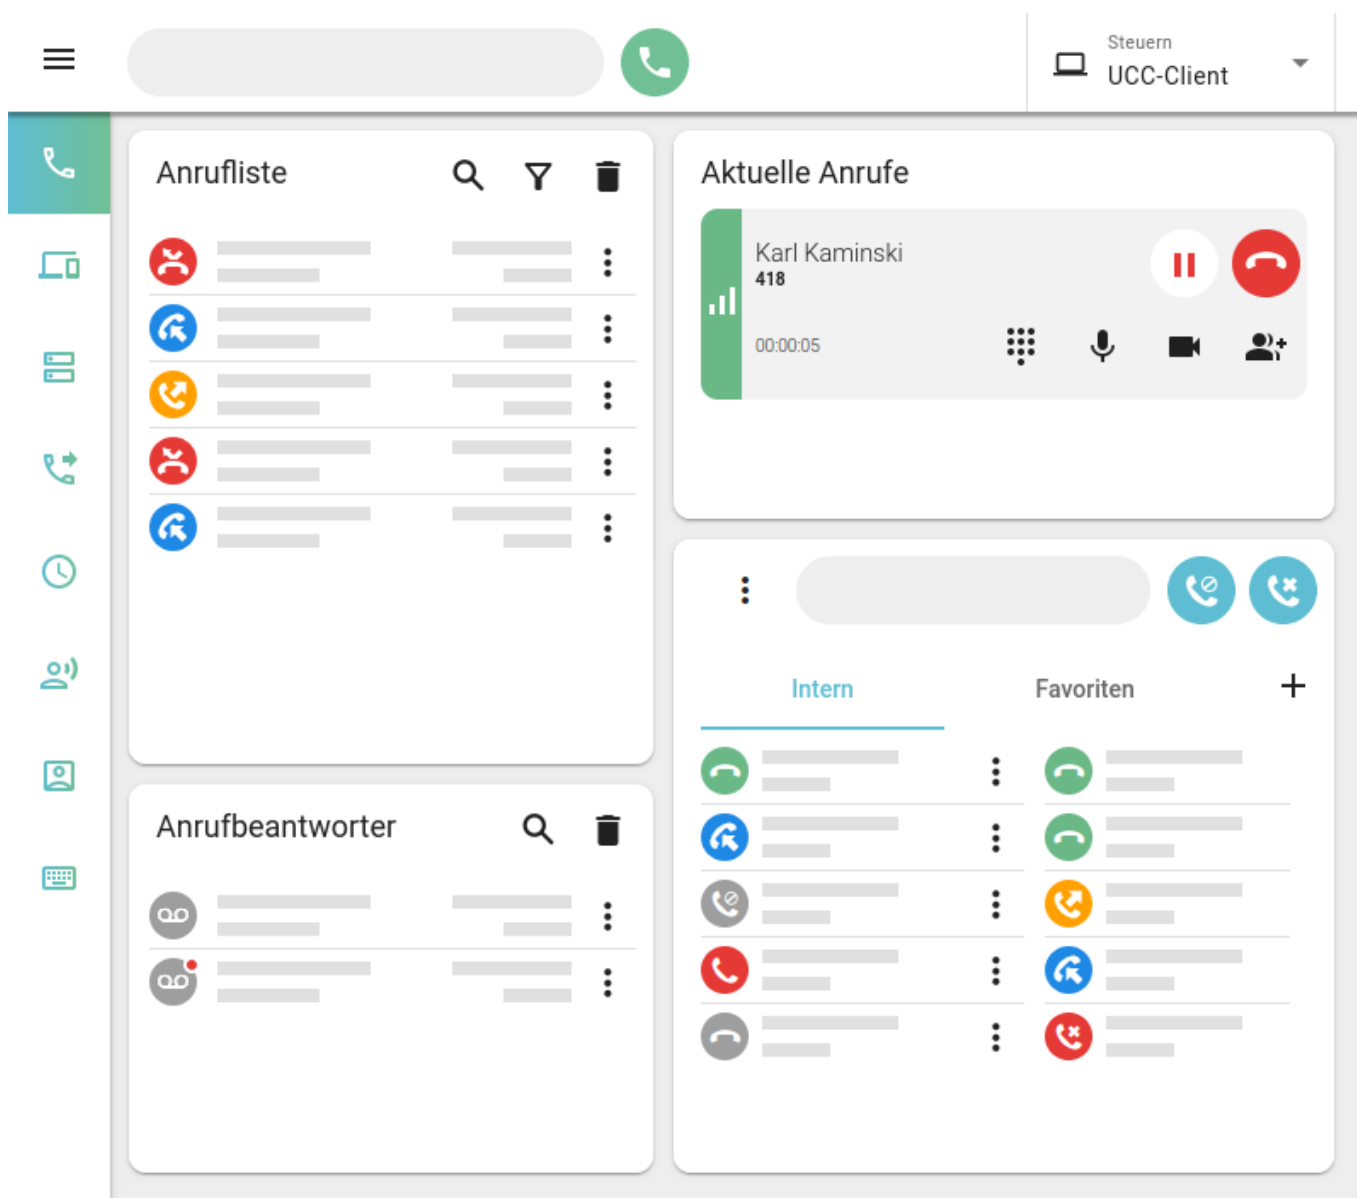 Steuern
UCC-Client
Anrufliste
Aktuelle Anrufe
Karl Kaminski
418
00:00:05
Intern
Favoriten
Anrufbeantworter